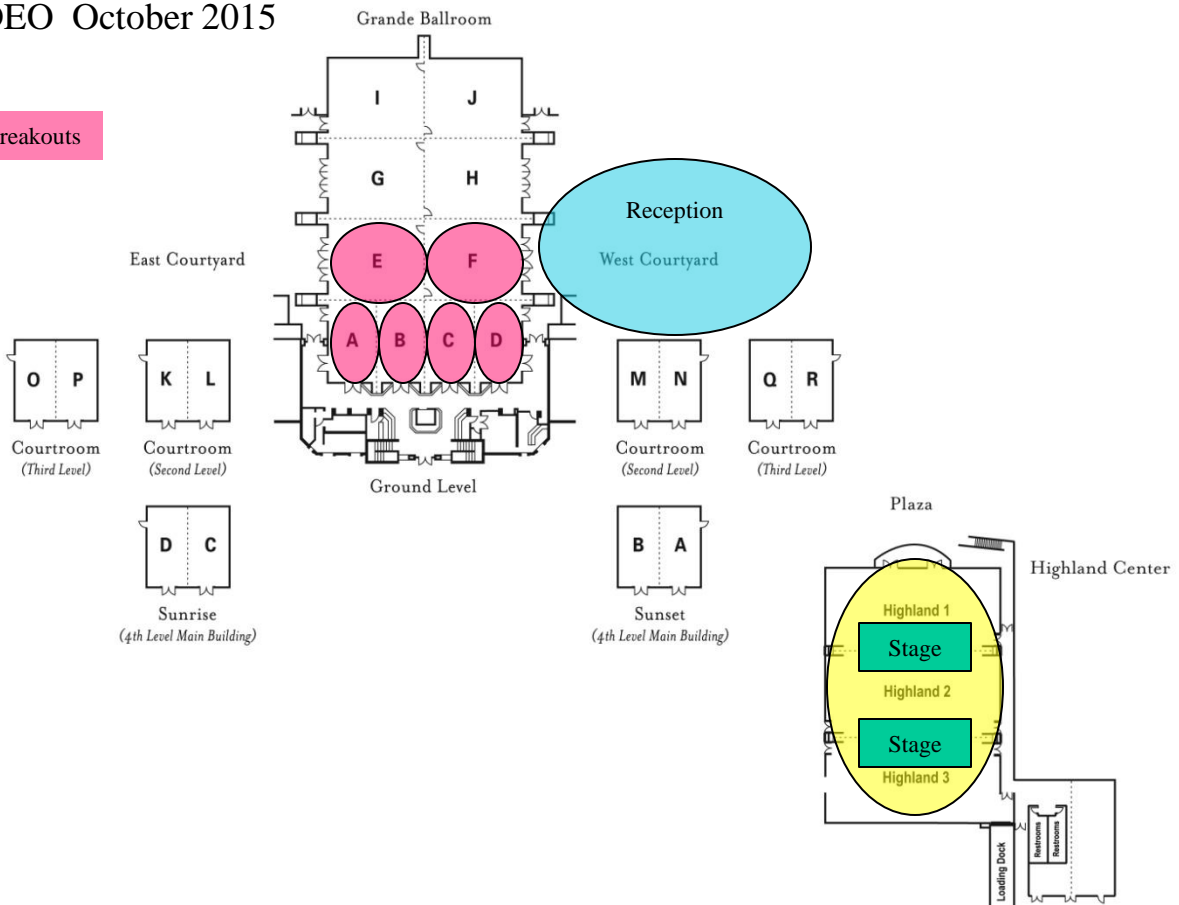 DEO October 2015
Grande Ballroom
reakouts
I
J
G
H
Reception
East Courtyard
E
F
West Courtyard
A
B
C
D
O P
K L
M N
Q R
Courtroom
(Third Level)
Courtroom
(Second Level)
Courtroom
(Second Level)
Courtroom
(Third Level)
Ground Level
Plaza
D C
B A
Highland Center
Sunrise
(4th Level Main Building)
Sunset
(4th Level Main Building)
Highland 1
Stage
Highland 2
Stage
Highland 3
Loading Dock
Restrooms
Restrooms